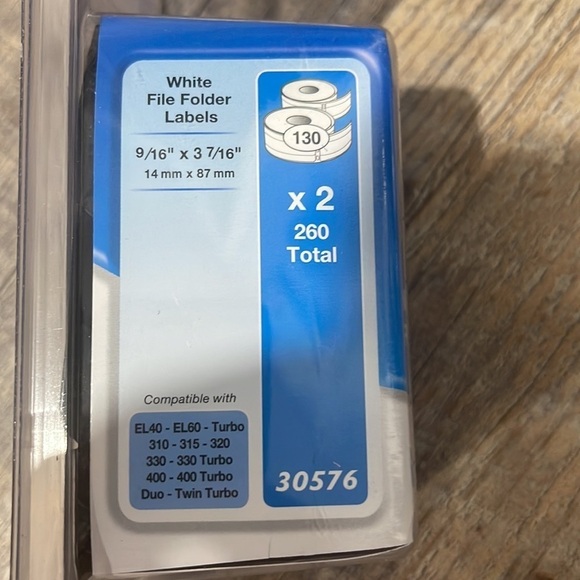 White
File Folder
Labels
9/16" x 3 7/16"
14 mm x 87 mm
130
x 2
260
Total
Compatible with
EL40 - EL60 - Turbo
310 - 315 - 320
330 - 330 Turbo
400 - 400 Turbo
Duo - Twin Turbo
30576